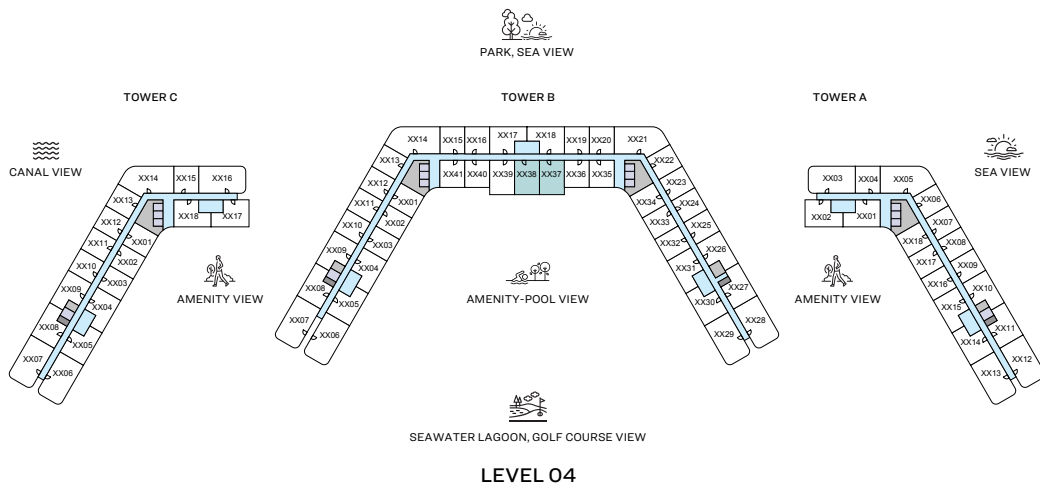 PARK, SEA VIEW
TOWER C
TOWER B
TOWER A
CANAL VIEW
SEA VIEW
XX14
XX15
XX16
XX13
XX12
XX11
XX10
XX09
XX08
XX07
XX06
XX05
XX04
XX03
XX02
XX01
XX18
XX17
AMENITY VIEW
XX14
XX15
XX16
XX17
XX18
XX19
XX20
XX21
XX13
XX12
XX11
XX10
XX09
XX08
XX07
XX06
XX05
XX04
XX03
XX02
XX01
XX41
XX40
XX39
XX38
XX37
XX36
XX35
XX22
XX23
XX24
XX25
XX26
XX27
XX28
XX29
XX30
XX31
XX32
XX33
XX34
AMENITY-POOL VIEW
XX03
XX04
XX05
XX02
XX01
XX06
XX07
XX08
XX09
XX10
XX11
XX12
XX13
XX14
XX15
XX16
XX17
XX18
AMENITY VIEW
SEAWATER LAGOON, GOLF COURSE VIEW
LEVEL 04